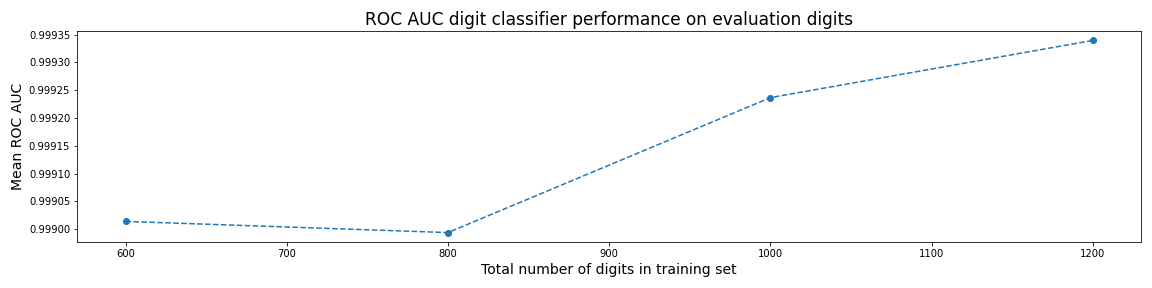 ROC AUC digit classifier performance on evaluation digits
Mean ROC AUC
0.99935
0.99930
0.99925
0.99920
0.99915
0.99910
0.99905
0.99900
600 700 800 900 1000 1100 1200
Total number of digits in training set